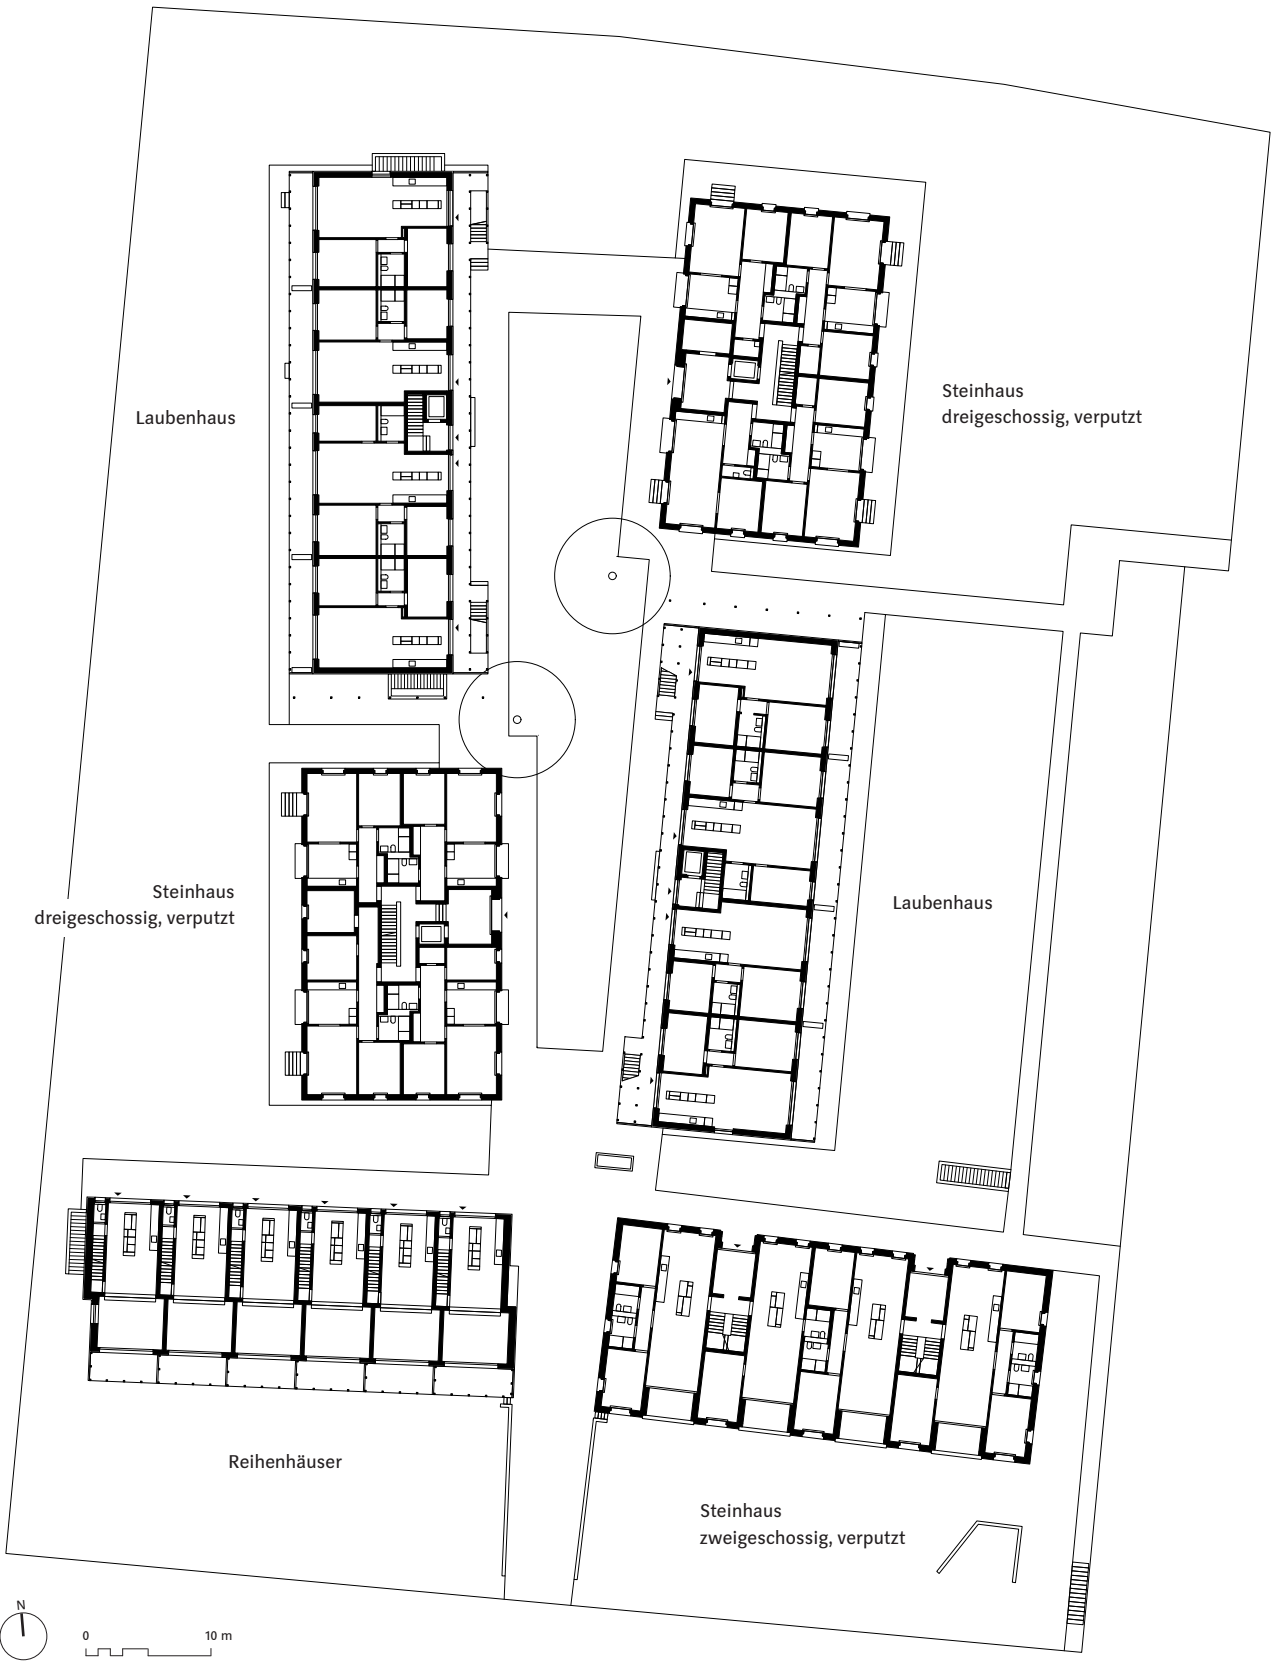 Laubenhaus
Steinhaus
dreigeschossig, verputzt
Steinhaus
dreigeschossig, verputzt
Laubenhaus
Reihenhäuser
Steinhaus
zweigeschossig, verputzt
N
0 10 m